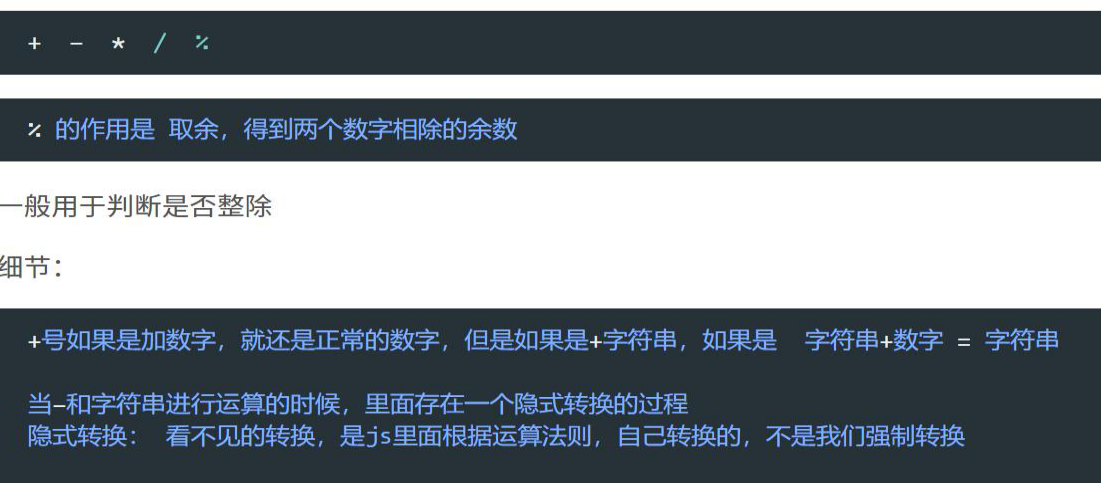 + - * / %
% 的作用是 取余，得到两个数字相除的余数
一般用于判断是否整除
细节：
+号如果是加数字，就还是正常的数字，但是如果是+字符串，如果是 字符串+数字 = 字符串
当-和字符串进行运算的时候，里面存在一个隐式转换的过程
隐式转换： 看不见的转换，是js里面根据运算法则，自己转换的，不是我们强制转换